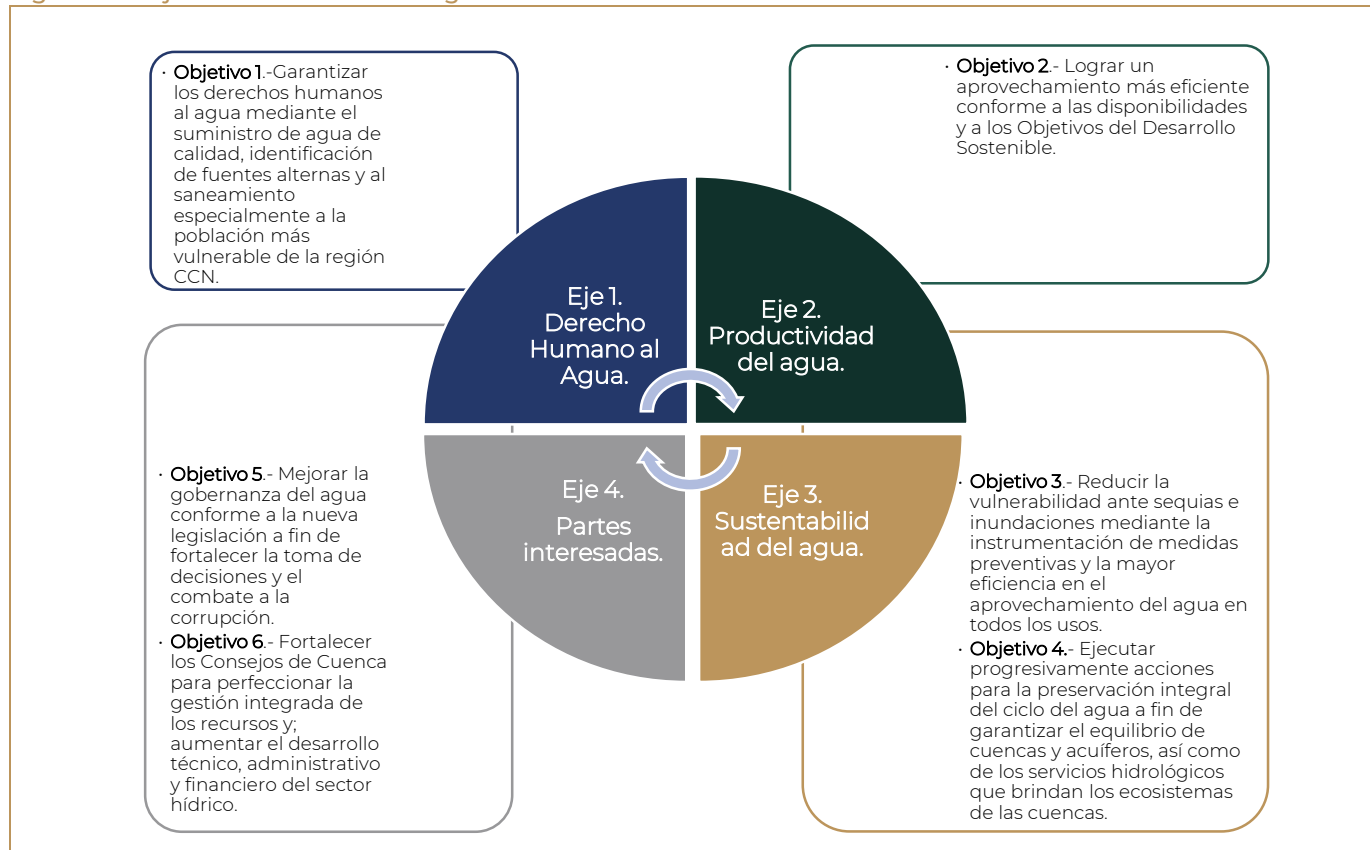 · Objetivo 1.-Garantizar
los derechos humanos
al agua mediante el
suministro de agua de
calidad, identificación
de fuentes alternas y al
saneamiento
especialmente a la
población más
vulnerable de la región
CCN.
· Objetivo 2.- Lograr un
aprovechamiento más eficiente
conforme a las disponibilidades
y a los Objetivos del Desarrollo
Sostenible.
Eje 1.
Derecho
Humano al
Agua.
Eje 2.
Productividad
del agua.
Eje 4.
Partes
interesadas.
Eje 3.
Sustentabilid
ad del agua.
· Objetivo 5.- Mejorar la
gobernanza del agua
conforme a la nueva
legislación a fin de
fortalecer la toma de
decisiones y el
combate a la
corrupción.
· Objetivo 6.- Fortalecer
los Consejos de Cuenca
para perfeccionar la
gestión integrada de
los recursos y;
aumentar el desarrollo
técnico, administrativo
y financiero del sector
hídrico.
· Objetivo 3.- Reducir la
vulnerabilidad ante sequias e
inundaciones mediante la
instrumentación de medidas
preventivas y la mayor
eficiencia en el
aprovechamiento del agua en
todos los usos.
· Objetivo 4.- Ejecutar
progresivamente acciones
para la preservación integral
del ciclo del agua a fin de
garantizar el equilibrio de
cuencas y acuíferos, así como
de los servicios hidrológicos
que brindan los ecosistemas
de las cuencas.